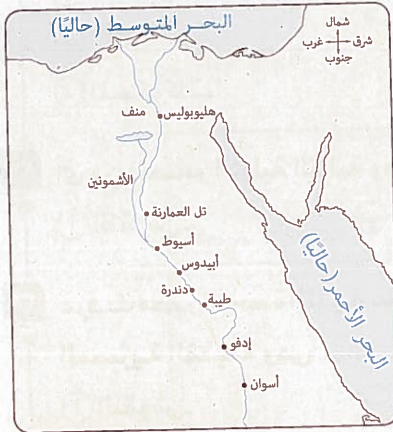 البحر المتوسط (حاليًا)
شمال
شرق
غرب
جنوب
هليوبوليس
منف
الأشمونين
تل العمارنة
أسيوط
أبيدوس
دندرة
طيبة
إدفو
أسوان
البحر الأحمر (حاليًا)